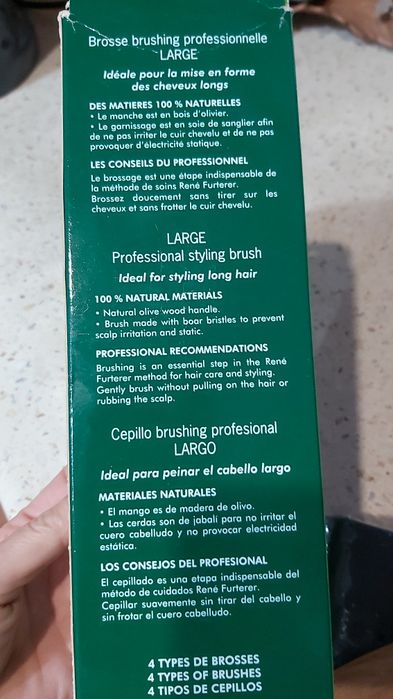 Brosse brushing professionnelle
LARGE
Idéale pour la mise en forme
des cheveux longs
DES MATIERES 100 % NATURELLES
• Le manche est en bois d'olivier.
• Le garnissage est en soie de sanglier afin
de ne pas irriter le cuir chevelu et de ne pas
provoquer d'électricité statique.
LES CONSEILS DU PROFESSIONNEL
Le brossage est une étape indispensable de
la méthode de soins René Furterer.
Brossez doucement sans tirer sur les
cheveux et sans frotter le cuir chevelu.
LARGE
Professional styling brush
Ideal for styling long hair
100 % NATURAL MATERIALS
• Natural olive wood handle.
• Brush made with boar bristles to prevent
scalp irritation and static.
PROFESSIONAL RECOMMENDATIONS
Brushing is an essential step in the René
Furterer method for hair care and styling.
Gently brush without pulling on the hair or
rubbing the scalp.
Cepillo brushing profesional
LARGO
Ideal para peinar el cabello largo
MATERIALES NATURALES
• El mango es de madera de olivo.
• Las cerdas son de jabalí para no irritar el
cuero cabelludo y no provocar electricidad
estática.
LOS CONSEJOS DEL PROFESIONAL
El cepillado es una etapa indispensable del
método de cuidados René Furterer.
Cepillar suavemente sin tirar del cabello y
sin frotar el cuero cabelludo.
4 TYPES DE BROSSES
4 TYPES OF BRUSHES
4 TIPOS DE CEPILLOS